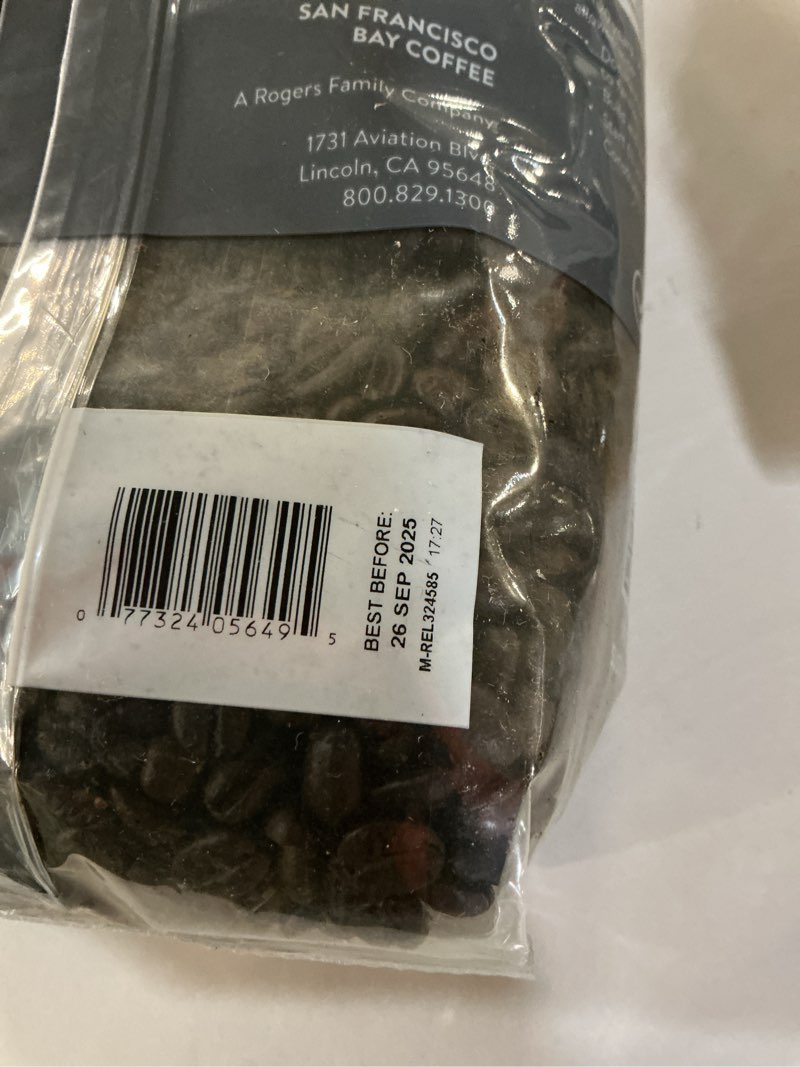 SAN FRANCISCO
BAY COFFEE
A Rogers Family Company
1731 Aviation Blvd
Lincoln, CA 95648
800.829.1300
0 77324 05649 5
BEST BEFORE:
26 SEP 2025
M-REL324585 17:27